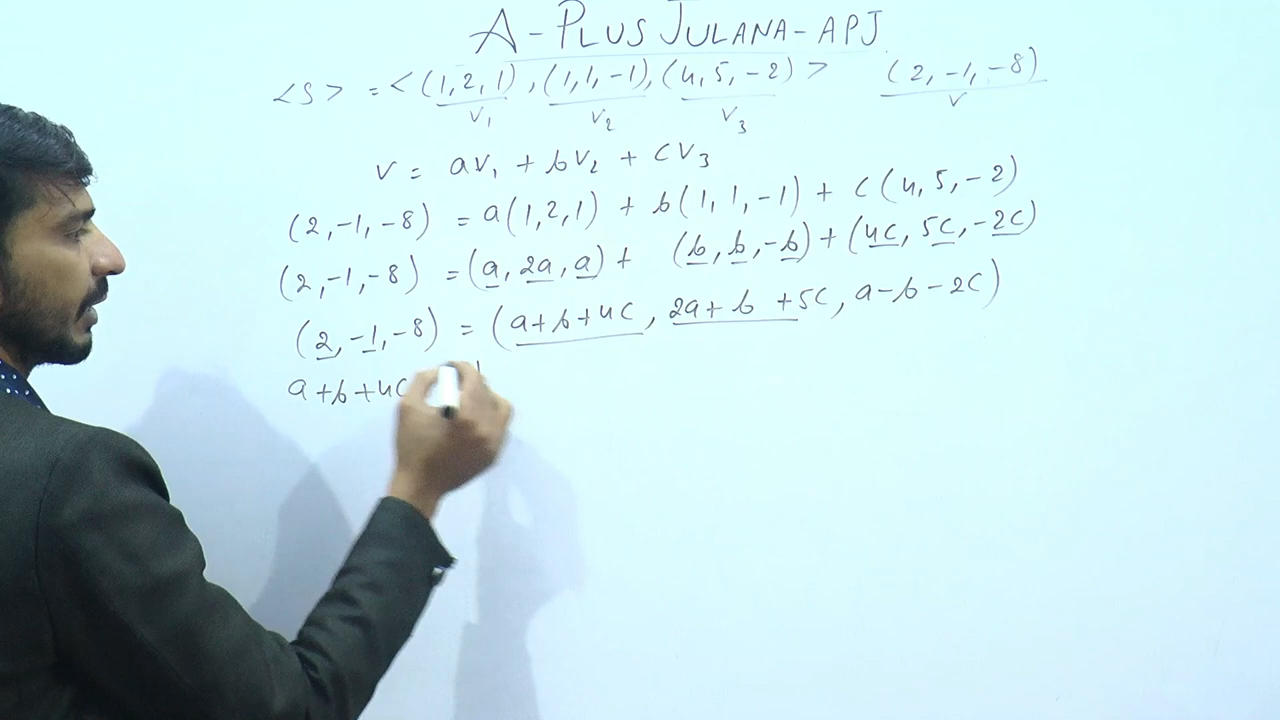 A - PLUS JULANA - APJ
<S> = <(1,2,1), (1,1,-1), (4,5,-2)> (2,-1,-8)
V₁ V₂ V₃ V
V = aV₁ + bV₂ + cV₃
(2,-1,-8) = a(1,2,1) + b(1,1,-1) + c(4,5,-2)
(2,-1,-8) = (a, 2a, a) + (b, b, -b) + (4c, 5c, -2c)
(2,-1,-8) = (a+b+4c, 2a+b+5c, a-b-2c)
a+b+4c